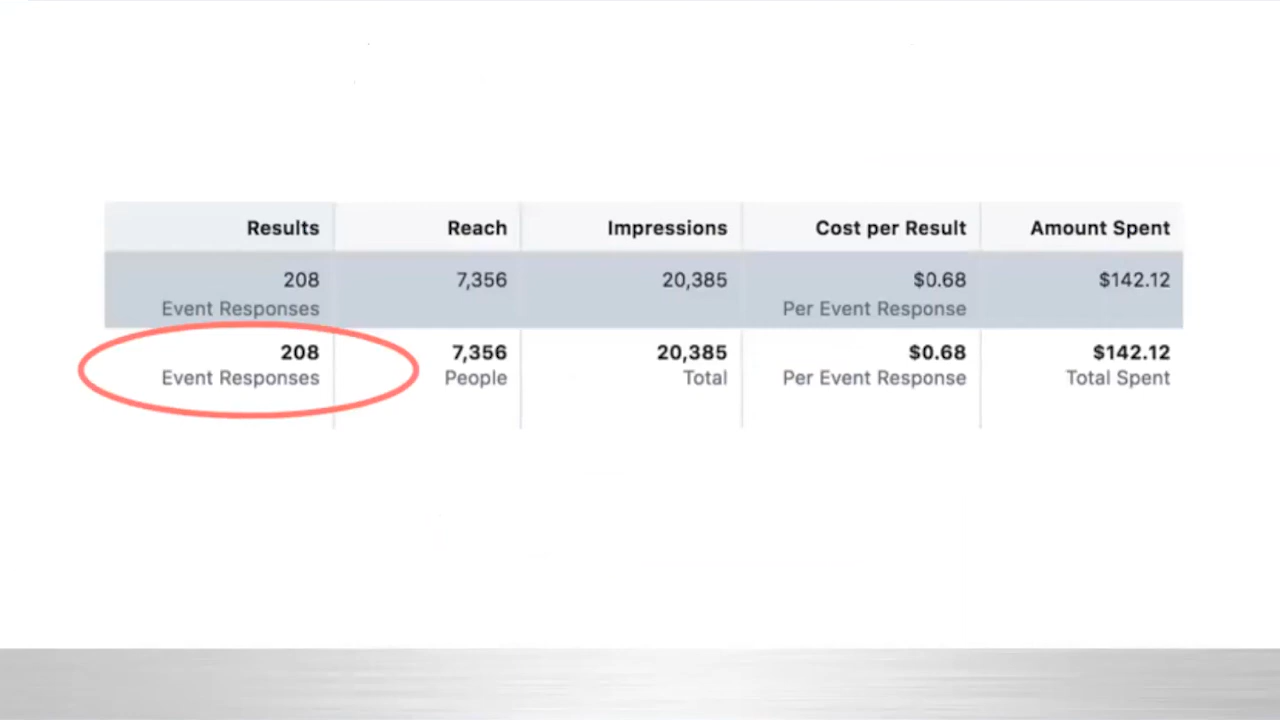 Results Reach Impressions Cost per Result Amount Spent
208 7,356 20,385 $0.68 $142.12
Event Responses Per Event Response
208 7,356 20,385 $0.68 $142.12
Event Responses People Total Per Event Response Total Spent